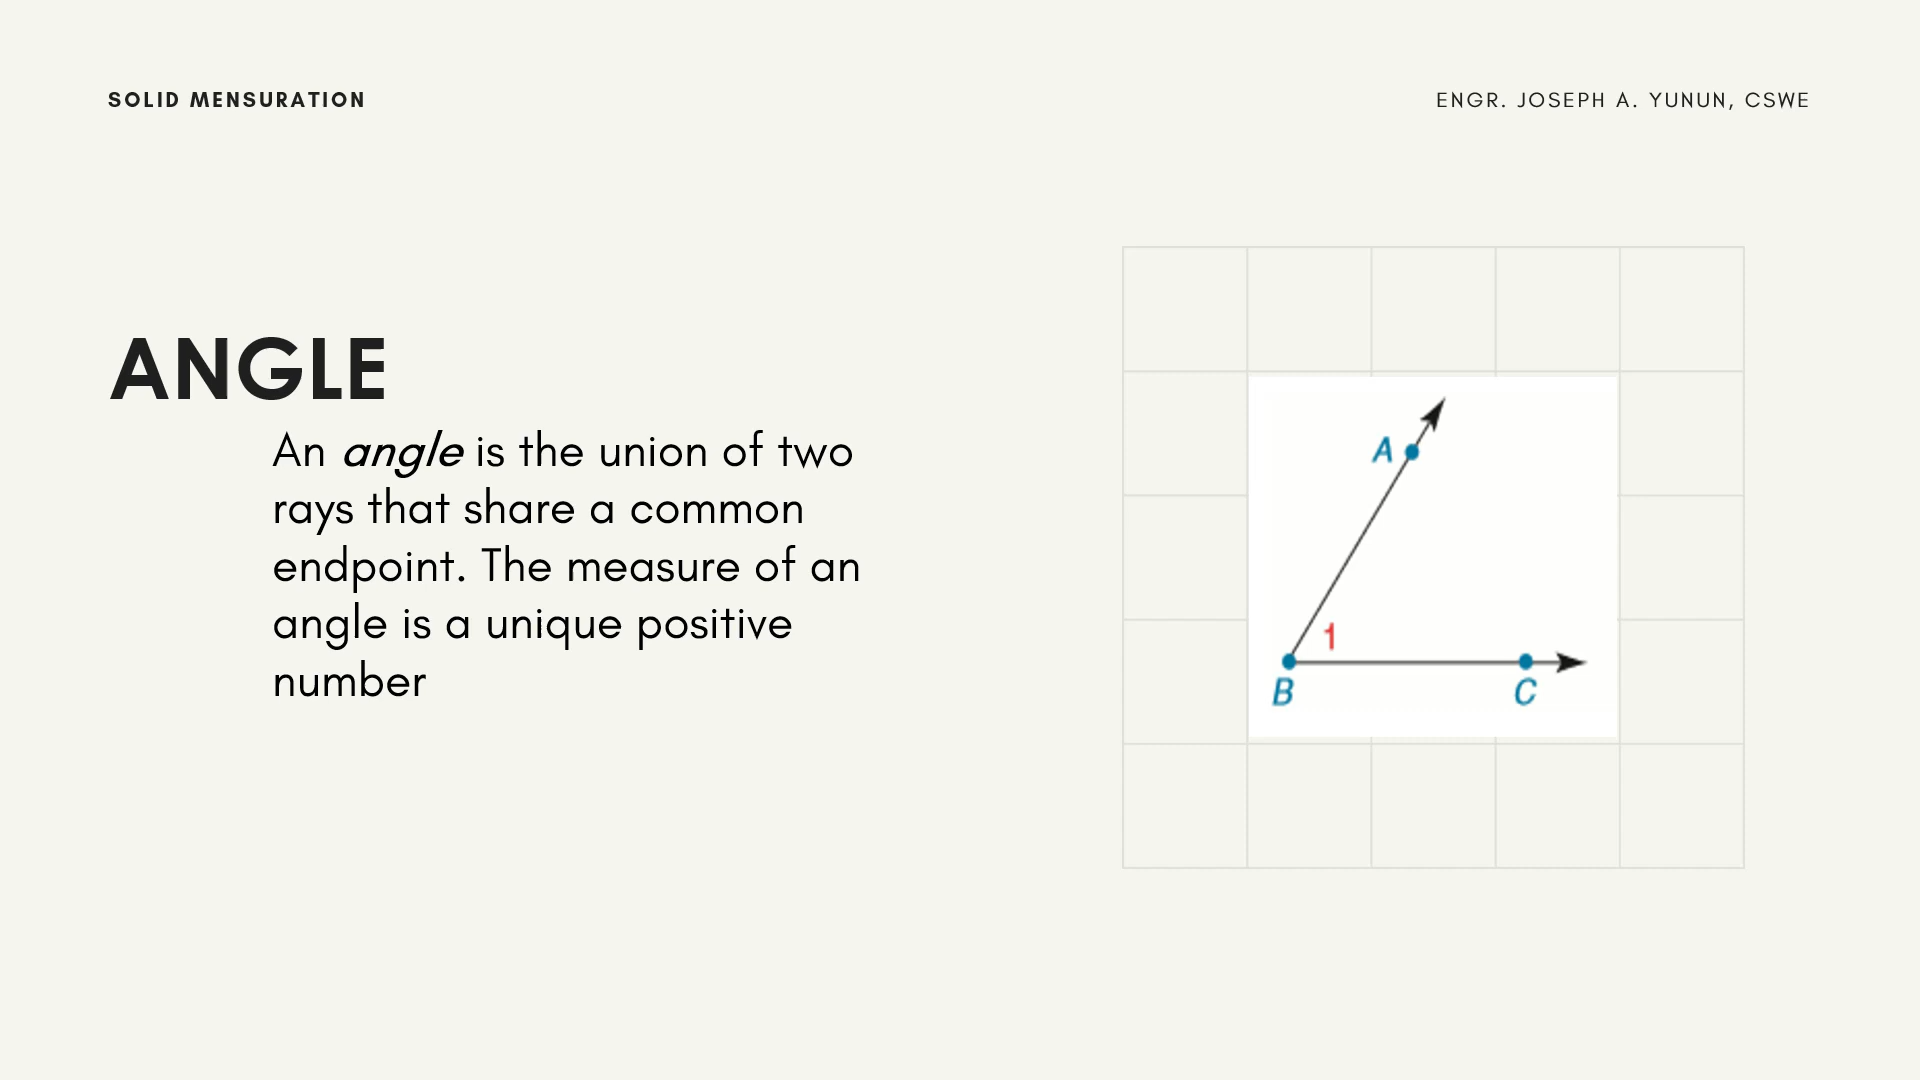 SOLID MENSURATION
ENGR. JOSEPH A. YUNUN, CSWE
ANGLE
An angle is the union of two
rays that share a common
endpoint. The measure of an
angle is a unique positive
number
A
1
B
C